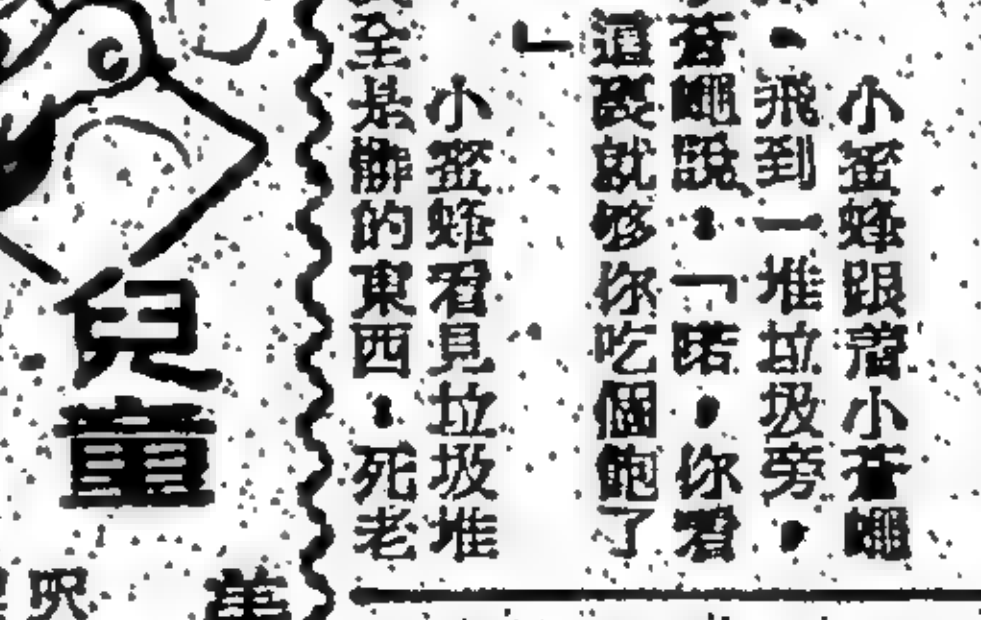 小蜜蜂跟着小蒼蠅
，飛到一堆垃圾旁，
蒼蠅說：「喏，你看
這裏就够你吃個飽了
」
小蜜蜂看見垃圾堆
全是髒的東西：死老
兒童